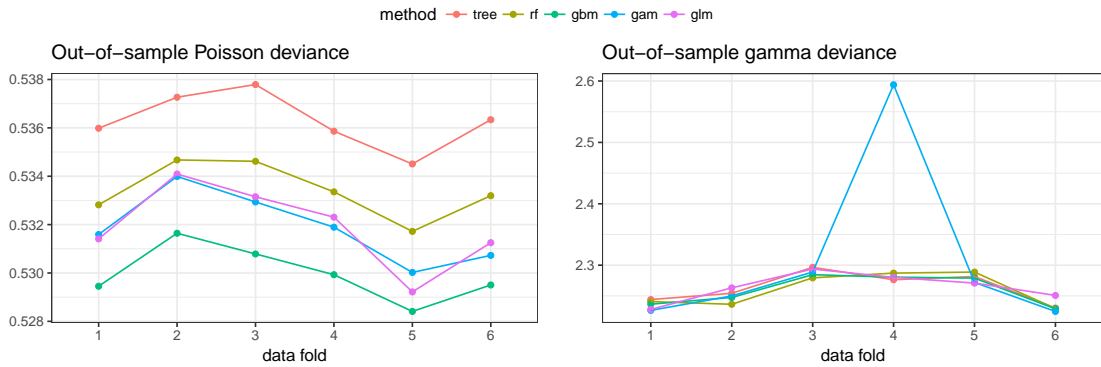 method tree rf gbm gam glm
Out−of−sample Poisson deviance
0.538
0.536
0.534
0.532
0.530
0.528
1 2 3 4 5 6
data fold
Out−of−sample gamma deviance
2.6
2.5
2.4
2.3
1 2 3 4 5 6
data fold